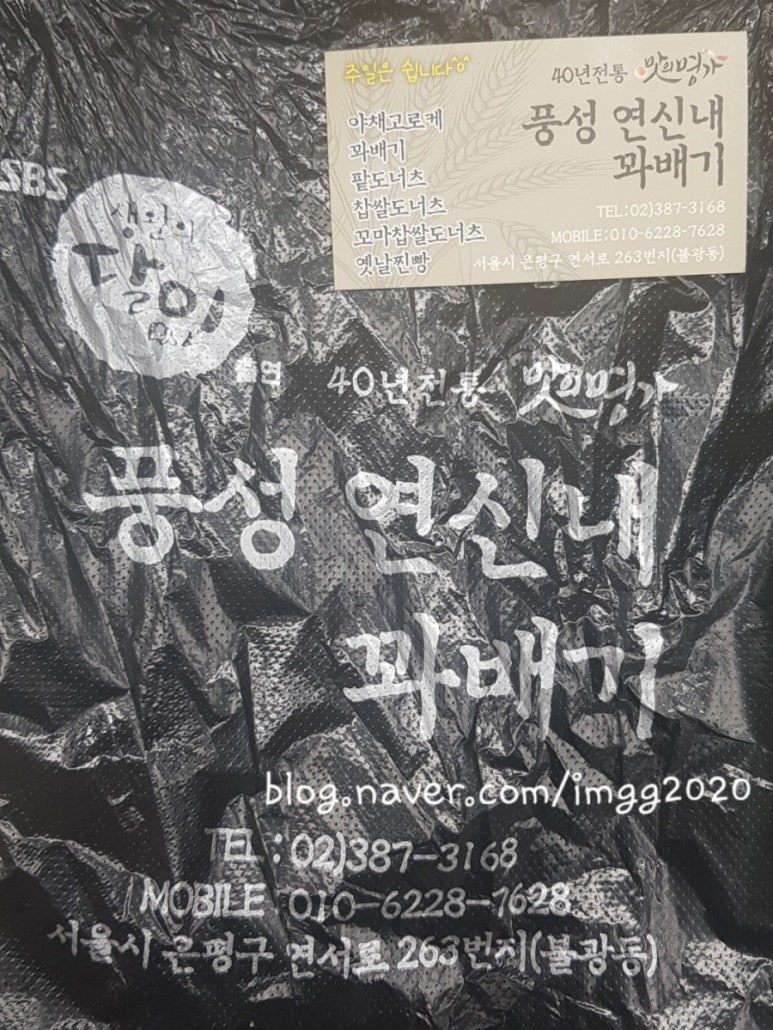 주일은 쉽니다^^
40년전통 맛의명가
풍성 연신내
꽈배기
야채고로케
꽈배기
팥도너츠
찹쌀도너츠
꼬마찹쌀도너츠
옛날찐빵
TEL:02)387-3168
MOBILE:010-6228-7628
서울시 은평구 연서로 263번지(불광동)
SBS
생활의
달인
출연
40년전통 맛의명가
풍성 연신내
꽈배기
blog.naver.com/imgg2020
TEL:02)387-3168
MOBILE:010-6228-7628
서울시 은평구 연서로 263번지(불광동)